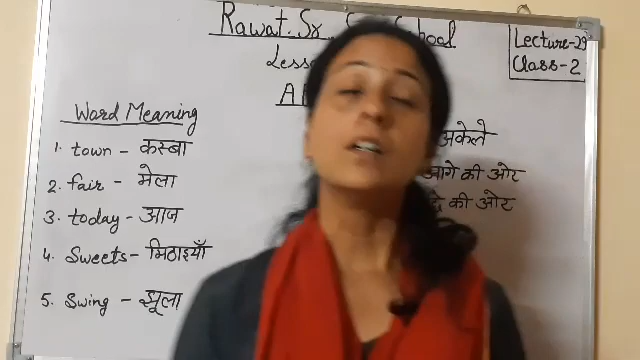 Rawat Sr. School
Lecture-29
Class-2
Word Meaning
1. town - कस्बा
2. fair - मेला
3. today - आज
4. Sweets - मिठाइयाँ
5. Swing - झूला
अकेले
आगे की ओर
की ओर